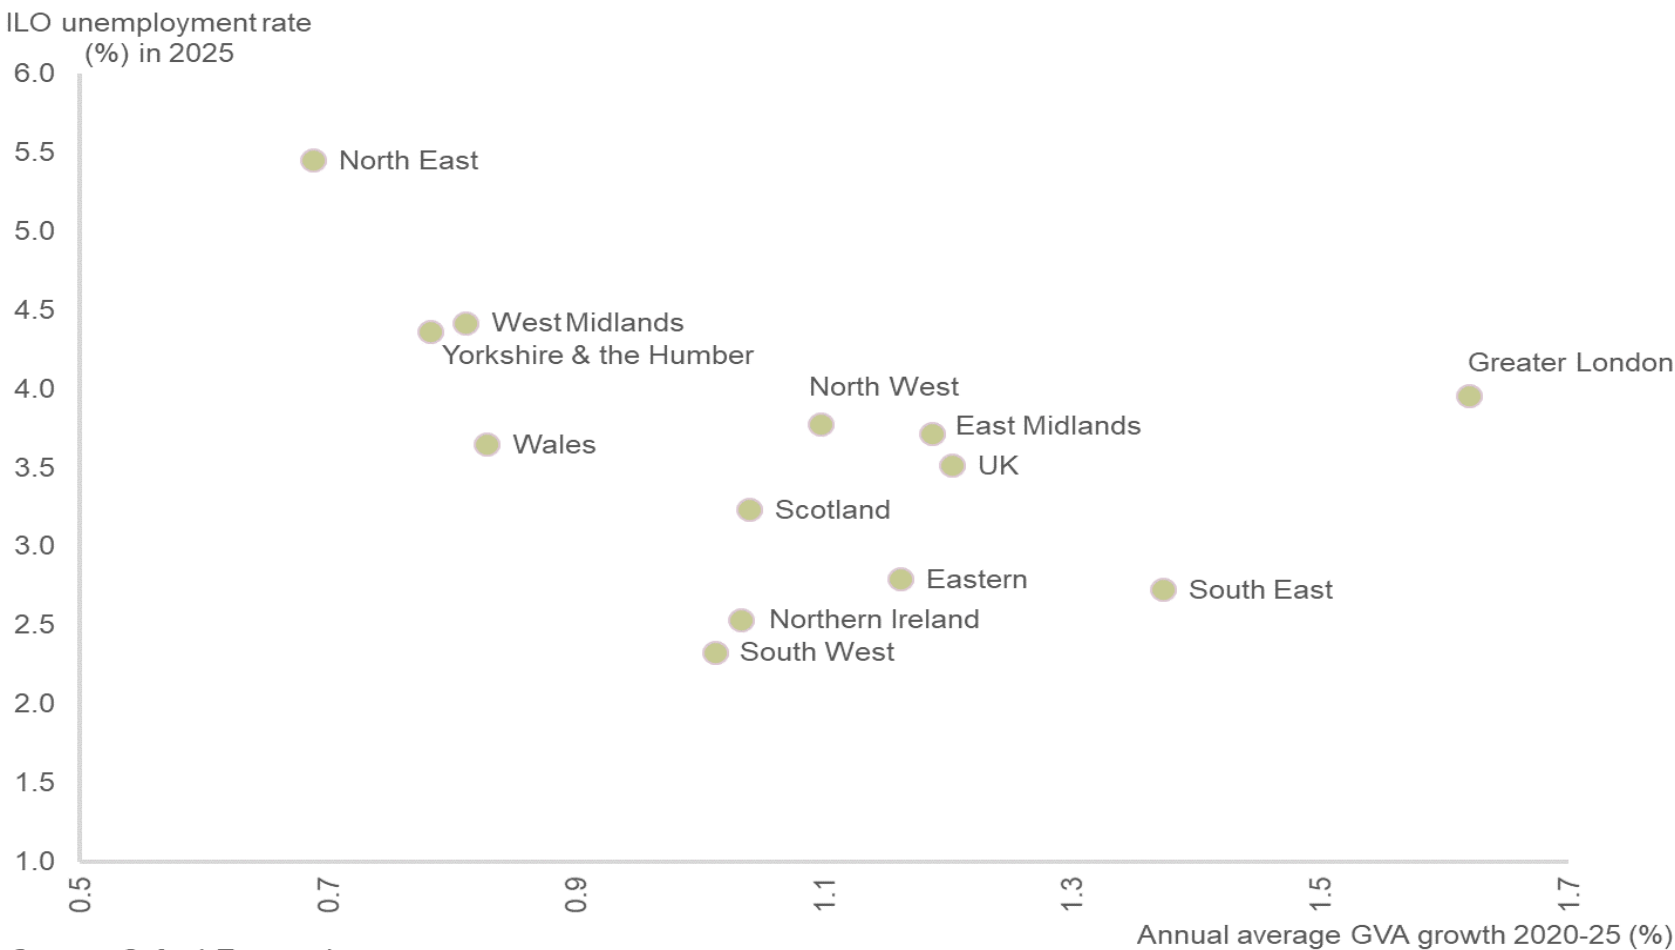 ILO unemployment rate
(%) in 2025
6.0
5.5
North East
5.0
4.5
West Midlands
Yorkshire & the Humber
Greater London
4.0
North West
East Midlands
Wales
3.5
UK
Scotland
3.0
Eastern
South East
2.5
Northern Ireland
South West
2.0
1.5
1.0
0.5
0.7
0.9
1.1
1.3
1.5
1.7
Annual average GVA growth 2020-25 (%)